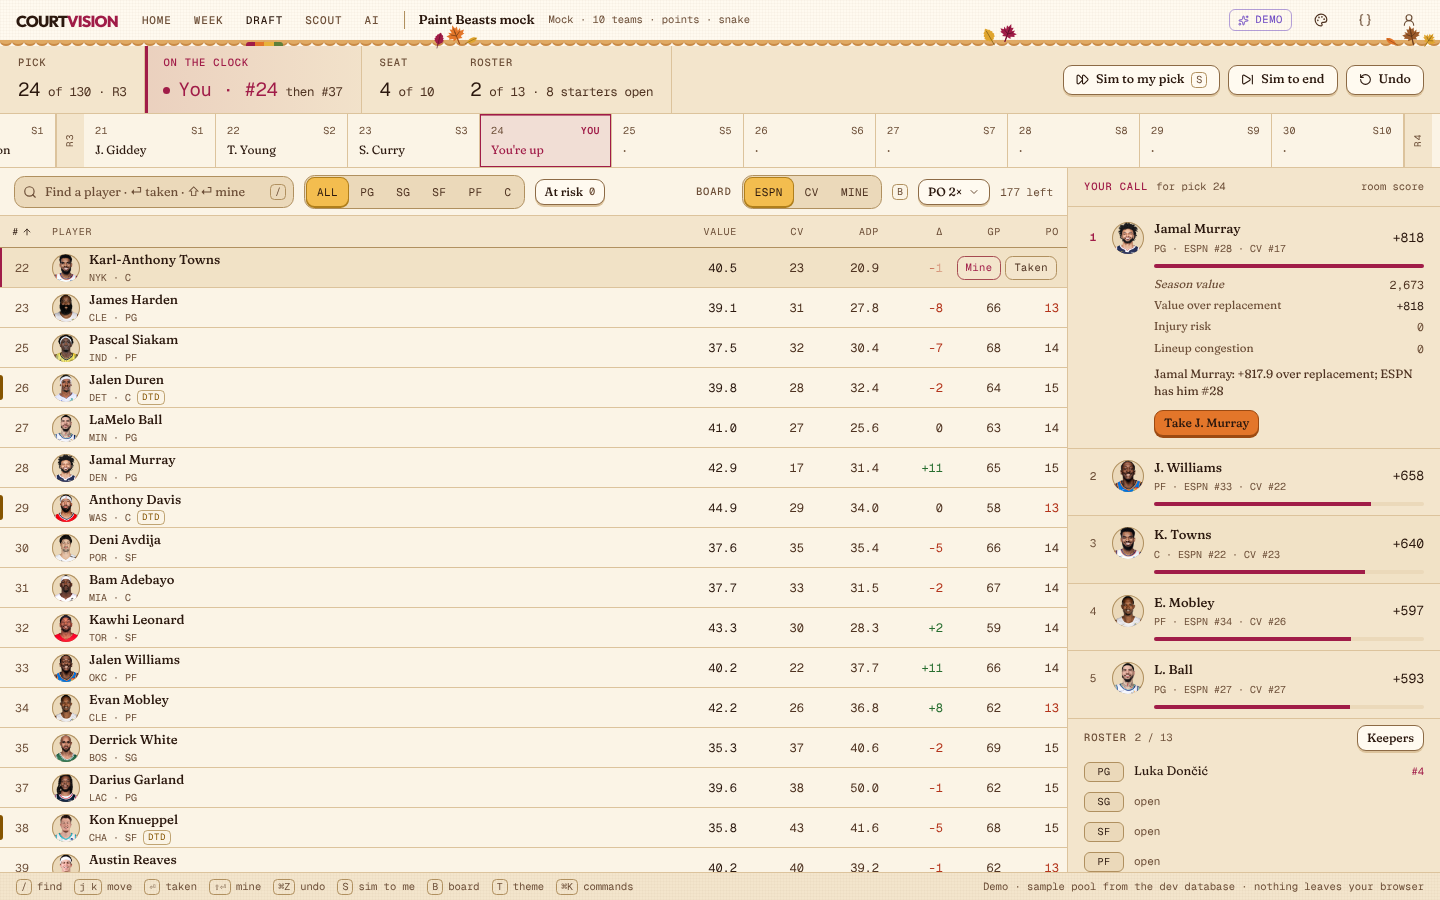 COURTVISION HOME WEEK DRAFT SCOUT AI Paint Beasts mock Mock · 10 teams · points · snake DEMO { }
PICK
24 of 130 · R3
ON THE CLOCK
• You · #24 then #37
SEAT
4 of 10
ROSTER
2 of 13 · 8 starters open
Sim to my pick S Sim to end Undo
on S1
R3
21 S1
J. Giddey
22 S2
T. Young
23 S3
S. Curry
24 YOU
You're up
25 S5
·
26 S6
·
27 S7
·
28 S8
·
29 S9
·
30 S10
·
R4
Find a player · ⏎ taken · ⇧⏎ mine / ALL PG SG SF PF C At risk 0 BOARD ESPN CV MINE B PO 2× 177 left
# ↑ PLAYER VALUE CV ADP Δ GP PO
22 Karl-Anthony Towns 40.5 23 20.9 -1 Mine Taken
NYK · C
23 James Harden 39.1 31 27.8 -8 66 13
CLE · PG
25 Pascal Siakam 37.5 32 30.4 -7 68 14
IND · PF
26 Jalen Duren 39.8 28 32.4 -2 64 15
DET · C DTD
27 LaMelo Ball 41.0 27 25.6 0 63 14
MIN · PG
28 Jamal Murray 42.9 17 31.4 +11 65 15
DEN · PG
29 Anthony Davis 44.9 29 34.0 0 58 13
WAS · C DTD
30 Deni Avdija 37.6 35 35.4 -5 66 14
POR · SF
31 Bam Adebayo 37.7 33 31.5 -2 67 14
MIA · C
32 Kawhi Leonard 43.3 30 28.3 +2 59 14
TOR · SF
33 Jalen Williams 40.2 22 37.7 +11 66 14
OKC · PF
34 Evan Mobley 42.2 26 36.8 +8 62 13
CLE · PF
35 Derrick White 35.3 37 40.6 -2 69 15
BOS · SG
37 Darius Garland 39.6 38 50.0 -1 62 14
LAC · PG
38 Kon Knueppel 35.8 43 41.6 -5 68 15
CHA · SF DTD
39 Austin Reaves 40.2 40 39.2 -1 62 13
YOUR CALL for pick 24 room score
1 Jamal Murray +818
PG · ESPN #28 · CV #17
Season value 2,673
Value over replacement +818
Injury risk 0
Lineup congestion 0
Jamal Murray: +817.9 over replacement; ESPN
has him #28
Take J. Murray
2 J. Williams +658
PF · ESPN #33 · CV #22
3 K. Towns +640
C · ESPN #22 · CV #23
4 E. Mobley +597
PF · ESPN #34 · CV #26
5 L. Ball +593
PG · ESPN #27 · CV #27
ROSTER 2 / 13 Keepers
PG Luka Dončić #4
SG open
SF open
PF open
/ find j k move ⏎ taken ⇧⏎ mine ⌘Z undo S sim to me B board T theme ⌘K commands Demo · sample pool from the dev database · nothing leaves your browser